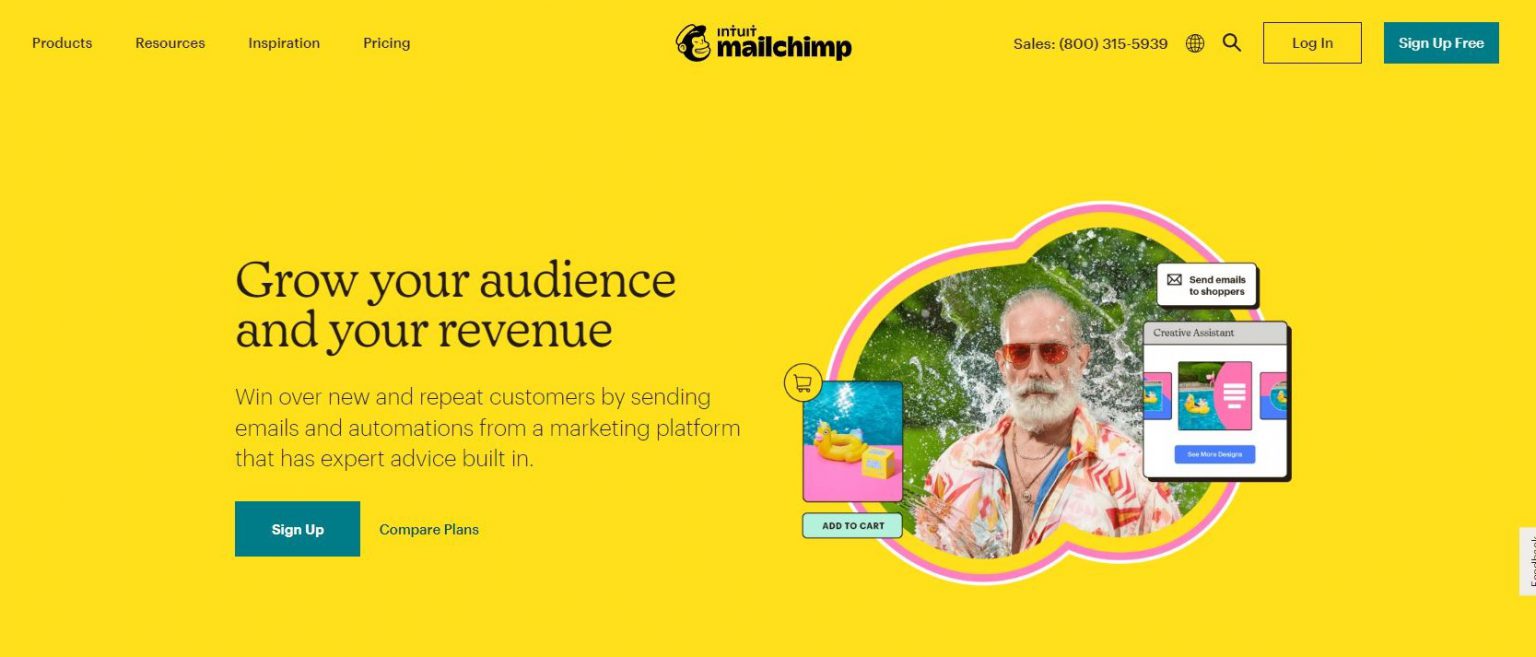 Products
Resources
Inspiration
Pricing
intuit
mailchimp
Sales: (800) 315-5939
Log In
Sign Up Free
Grow your audience
and your revenue
Win over new and repeat customers by sending
emails and automations from a marketing platform
that has expert advice built in.
Sign Up
Compare Plans
ADD TO CART
Send emails
to shoppers
Creative Assistant
See More Designs
Feedback